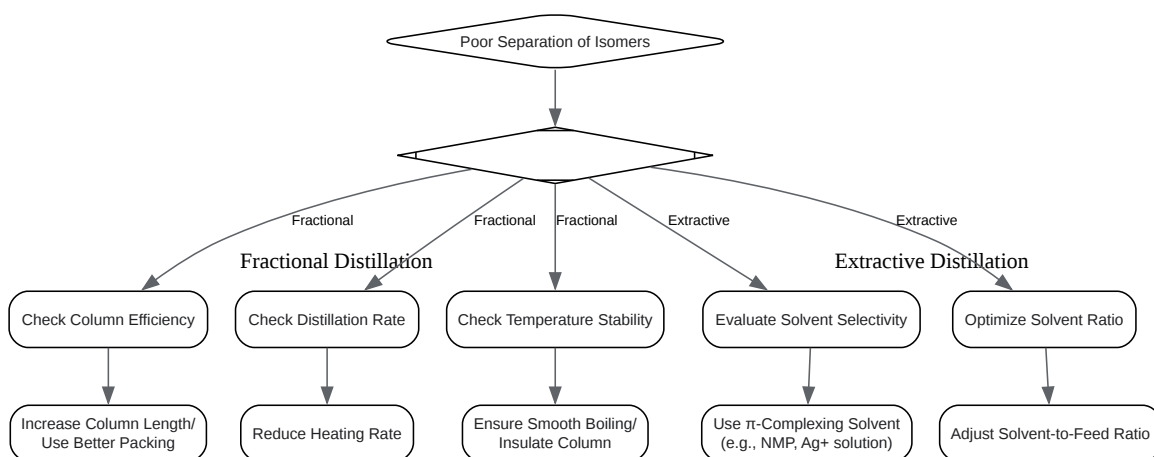 Poor Separation of Isomers
Fractional
Fractional
Fractional
Extractive
Extractive
Fractional Distillation
Extractive Distillation
Check Column Efficiency
Check Distillation Rate
Check Temperature Stability
Evaluate Solvent Selectivity
Optimize Solvent Ratio
Increase Column Length/
Use Better Packing
Reduce Heating Rate
Ensure Smooth Boiling/
Insulate Column
Use π-Complexing Solvent
(e.g., NMP, Ag+ solution)
Adjust Solvent-to-Feed Ratio